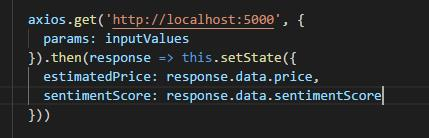 axios.get('http://localhost:5000', {
  params: inputValues
}).then(response => this.setState({
  estimatedPrice: response.data.price,
  sentimentScore: response.data.sentimentScore
}))